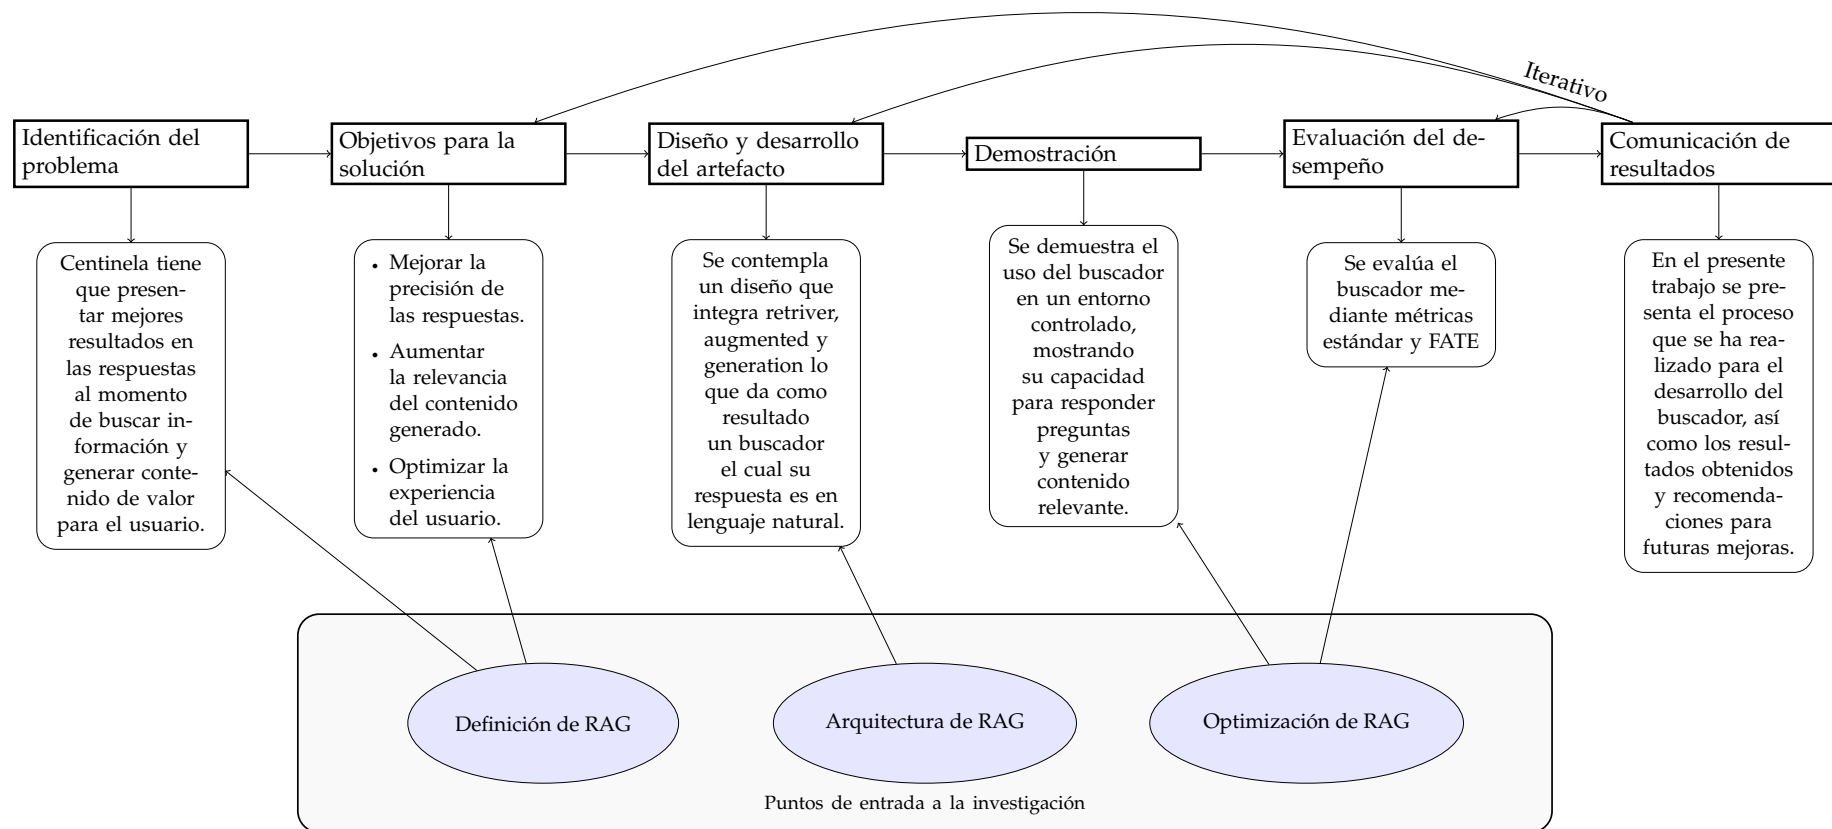 Iterativo
Identificación del
problema
Objetivos para la
solución
Diseño y desarrollo
del artefacto
Demostración
Evaluación del de-
sempeño
Comunicación de
resultados
Centinela tiene
que presen-
tar mejores
resultados en
las respuestas
al momento
de buscar in-
formación y
generar conte-
nido de valor
para el usuario.
• Mejorar la
precisión de
las respuestas.
• Aumentar
la relevancia
del contenido
generado.
• Optimizar la
experiencia
del usuario.
Se contempla
un diseño que
integra retriver,
augmented y
generation lo
que da como
resultado
un buscador
el cual su
respuesta es en
lenguaje natural.
Se demuestra el
uso del buscador
en un entorno
controlado,
mostrando
su capacidad
para responder
preguntas
y generar
contenido
relevante.
Se evalúa el
buscador me-
diante métricas
estándar y FATE
En el presente
trabajo se pre-
senta el proceso
que se ha rea-
lizado para el
desarrollo del
buscador, así
como los resul-
tados obtenidos
y recomenda-
ciones para
futuras mejoras.
Definición de RAG
Arquitectura de RAG
Optimización de RAG
Puntos de entrada a la investigación